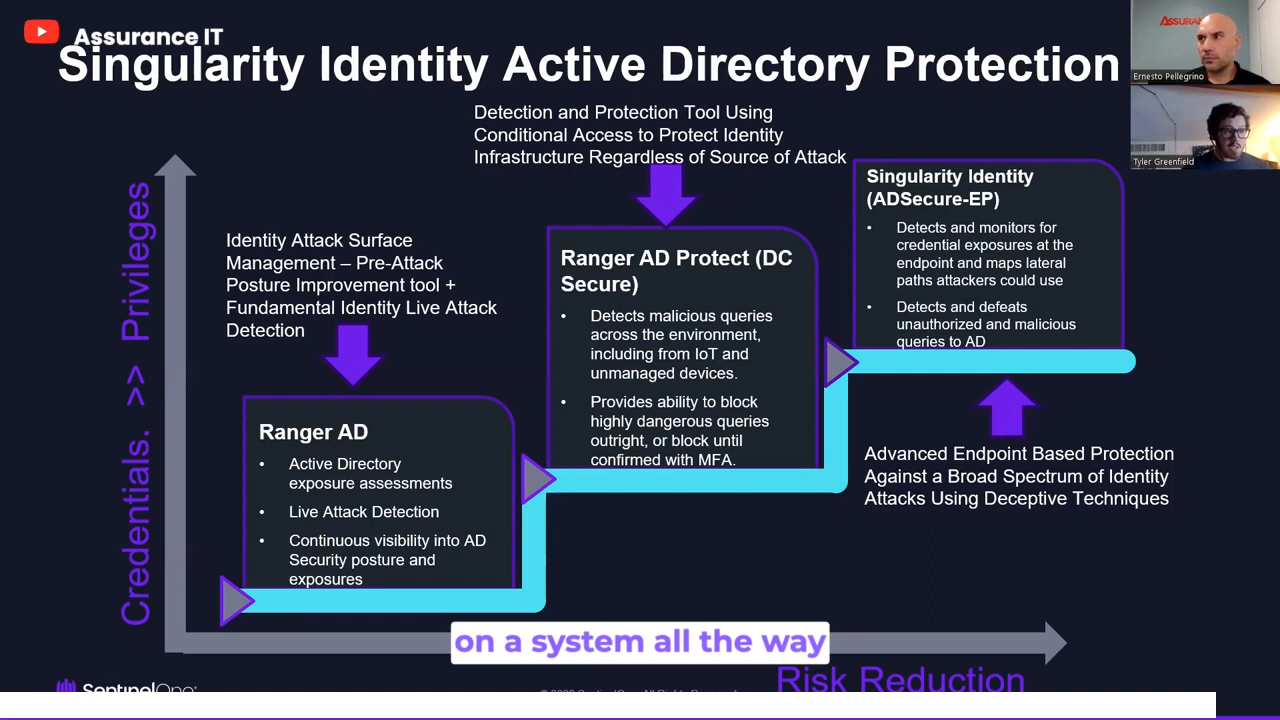 Assurance IT
Singularity Identity Active Directory Protection
Ernesto Pellegrino
Tyler Greenfield
Detection and Protection Tool Using
Conditional Access to Protect Identity
Infrastructure Regardless of Source of Attack
Credentials. >> Privileges
Identity Attack Surface
Management – Pre-Attack
Posture Improvement tool +
Fundamental Identity Live Attack
Detection
Ranger AD
• Active Directory
exposure assessments
• Live Attack Detection
• Continuous visibility into AD
Security posture and
exposures
Ranger AD Protect (DC
Secure)
• Detects malicious queries
across the environment,
including from IoT and
unmanaged devices.
• Provides ability to block
highly dangerous queries
outright, or block until
confirmed with MFA.
Singularity Identity
(ADSecure-EP)
• Detects and monitors for
credential exposures at the
endpoint and maps lateral
paths attackers could use
• Detects and defeats
unauthorized and malicious
queries to AD
Advanced Endpoint Based Protection
Against a Broad Spectrum of Identity
Attacks Using Deceptive Techniques
on a system all the way
Risk Reduction
SentinelOne